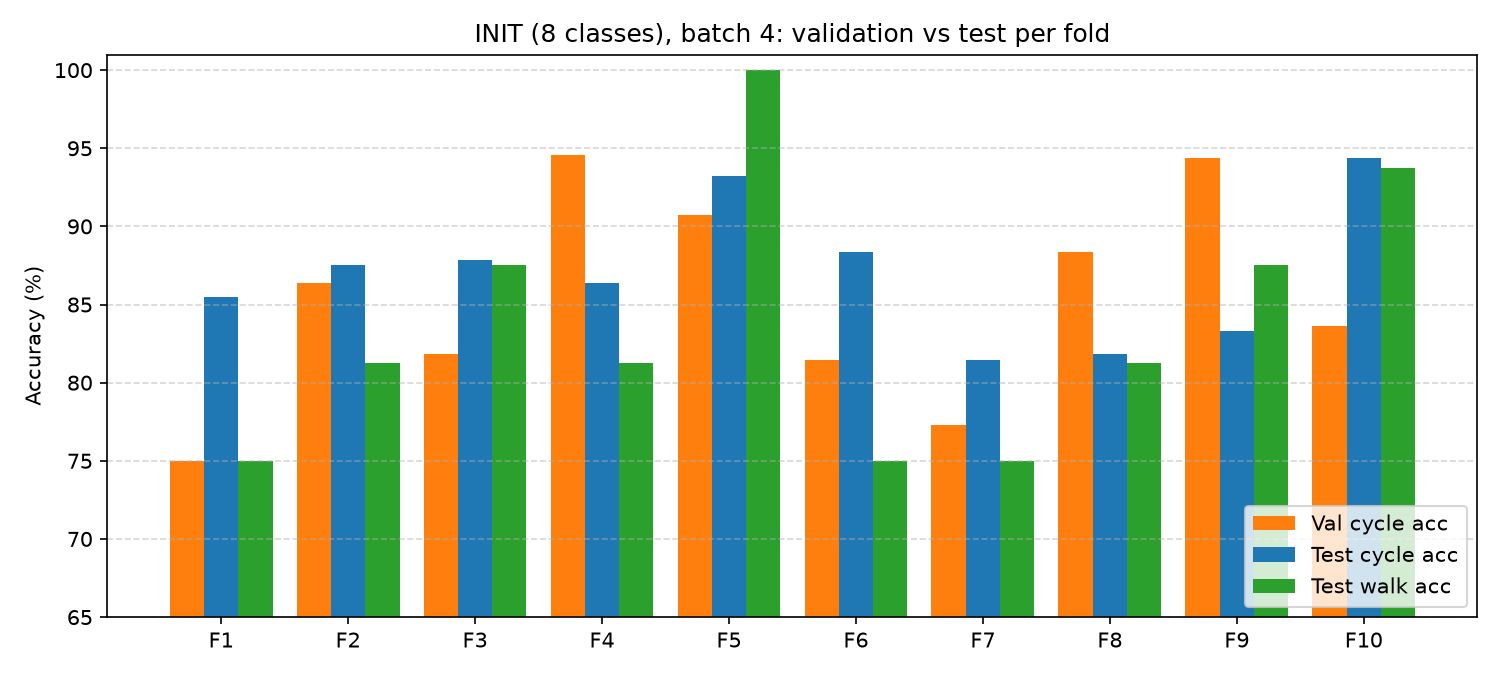 INIT (8 classes), batch 4: validation vs test per fold
Accuracy (%)
100
95
90
85
80
75
70
65
F1 F2 F3 F4 F5 F6 F7 F8 F9 F10
Val cycle acc
Test cycle acc
Test walk acc